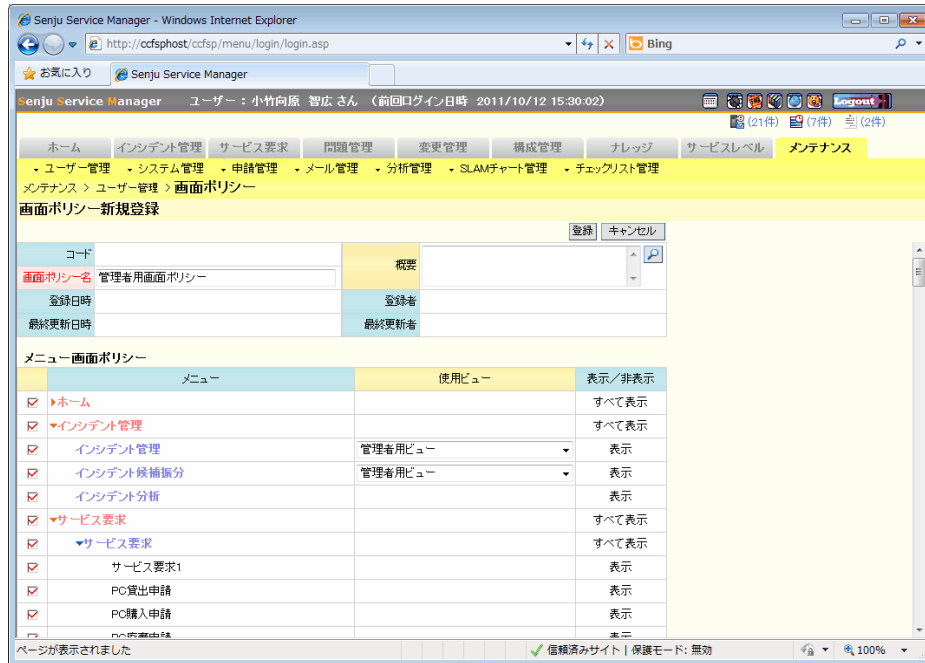 Senju Service Manager - Windows Internet Explorer
http://ccfsphost/ccfsp/menu/login/login.asp
Bing
お気に入り Senju Service Manager
Senju Service Manager ユーザー：小竹向原 智広 さん （前回ログイン日時 2011/10/12 15:30:02） Logout
(21件) (7件) (2件)
ホーム インシデント管理 サービス要求 問題管理 変更管理 構成管理 ナレッジ サービスレベル メンテナンス
ユーザー管理 システム管理 申請管理 メール管理 分析管理 SLAMチャート管理 チェックリスト管理
メンテナンス > ユーザー管理 > 画面ポリシー
画面ポリシー新規登録
登録 キャンセル
コード 概要
画面ポリシー名 管理者用画面ポリシー
登録日時 登録者
最終更新日時 最終更新者
メニュー画面ポリシー
メニュー 使用ビュー 表示／非表示
ホーム すべて表示
インシデント管理 すべて表示
インシデント管理 管理者用ビュー 表示
インシデント候補振分 管理者用ビュー 表示
インシデント分析 表示
サービス要求 すべて表示
サービス要求 すべて表示
サービス要求1 表示
PC貸出申請 表示
PC購入申請 表示
ページが表示されました 信頼済みサイト | 保護モード: 無効 100%